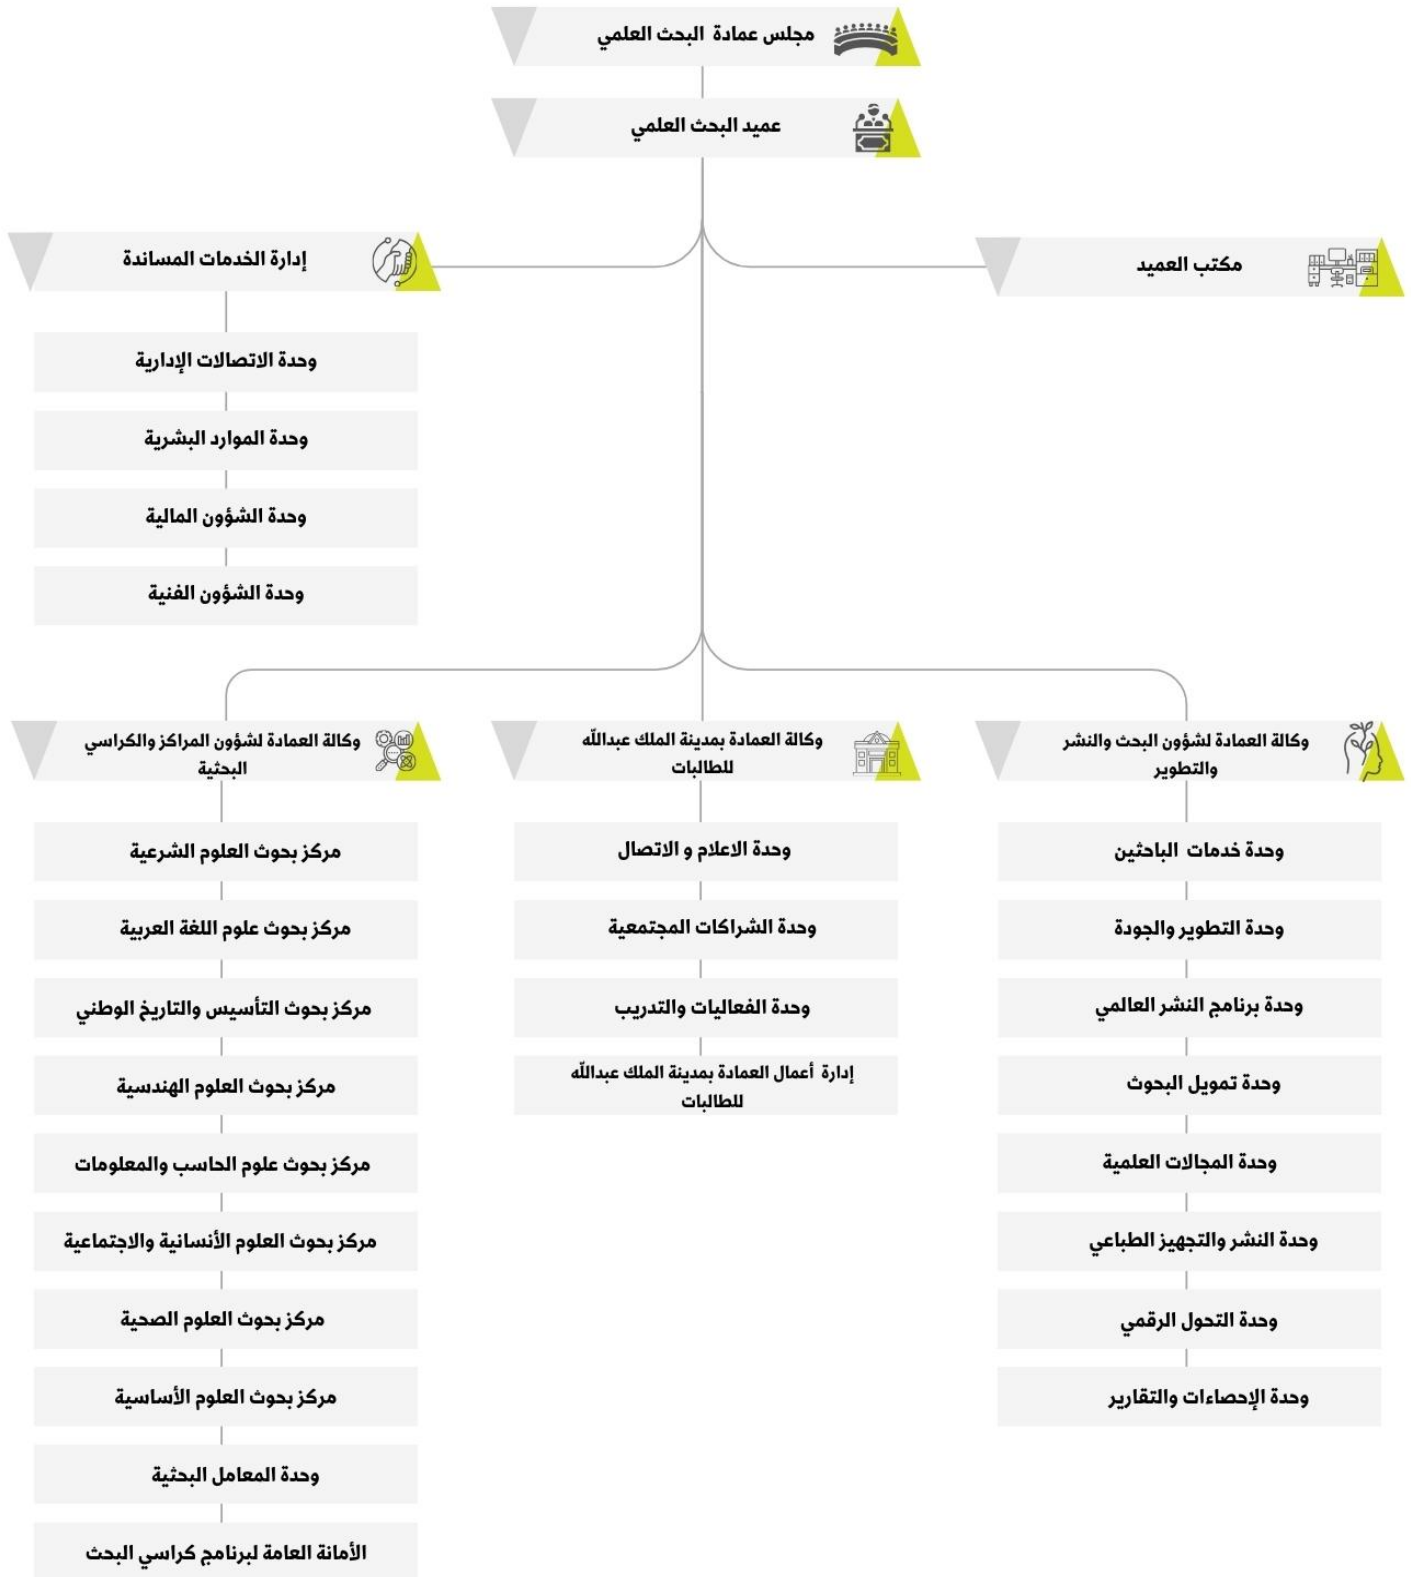 مجلس عمادة البحث العلمي
عميد البحث العلمي
مكتب العميد
إدارة الخدمات المساندة
وحدة الاتصالات الإدارية
وحدة الموارد البشرية
وحدة الشؤون المالية
وحدة الشؤون الفنية
وكالة العمادة لشؤون البحث والنشر
والتطوير
وحدة خدمات الباحثين
وحدة التطوير والجودة
وحدة برنامج النشر العالمي
وحدة تمويل البحوث
وحدة المجالات العلمية
وحدة النشر والتجهيز الطباعي
وحدة التحول الرقمي
وحدة الإحصاءات والتقارير
وكالة العمادة بمدينة الملك عبدالله
للطالبات
وحدة الاعلام و الاتصال
وحدة الشراكات المجتمعية
وحدة الفعاليات والتدريب
إدارة أعمال العمادة بمدينة الملك عبدالله
للطالبات
وكالة العمادة لشؤون المراكز والكراسي
البحثية
مركز بحوث العلوم الشرعية
مركز بحوث علوم اللغة العربية
مركز بحوث التأسيس والتاريخ الوطني
مركز بحوث العلوم الهندسية
مركز بحوث علوم الحاسب والمعلومات
مركز بحوث العلوم الأنسانية والاجتماعية
مركز بحوث العلوم الصحية
مركز بحوث العلوم الأساسية
وحدة المعامل البحثية
الأمانة العامة لبرنامج كراسي البحث